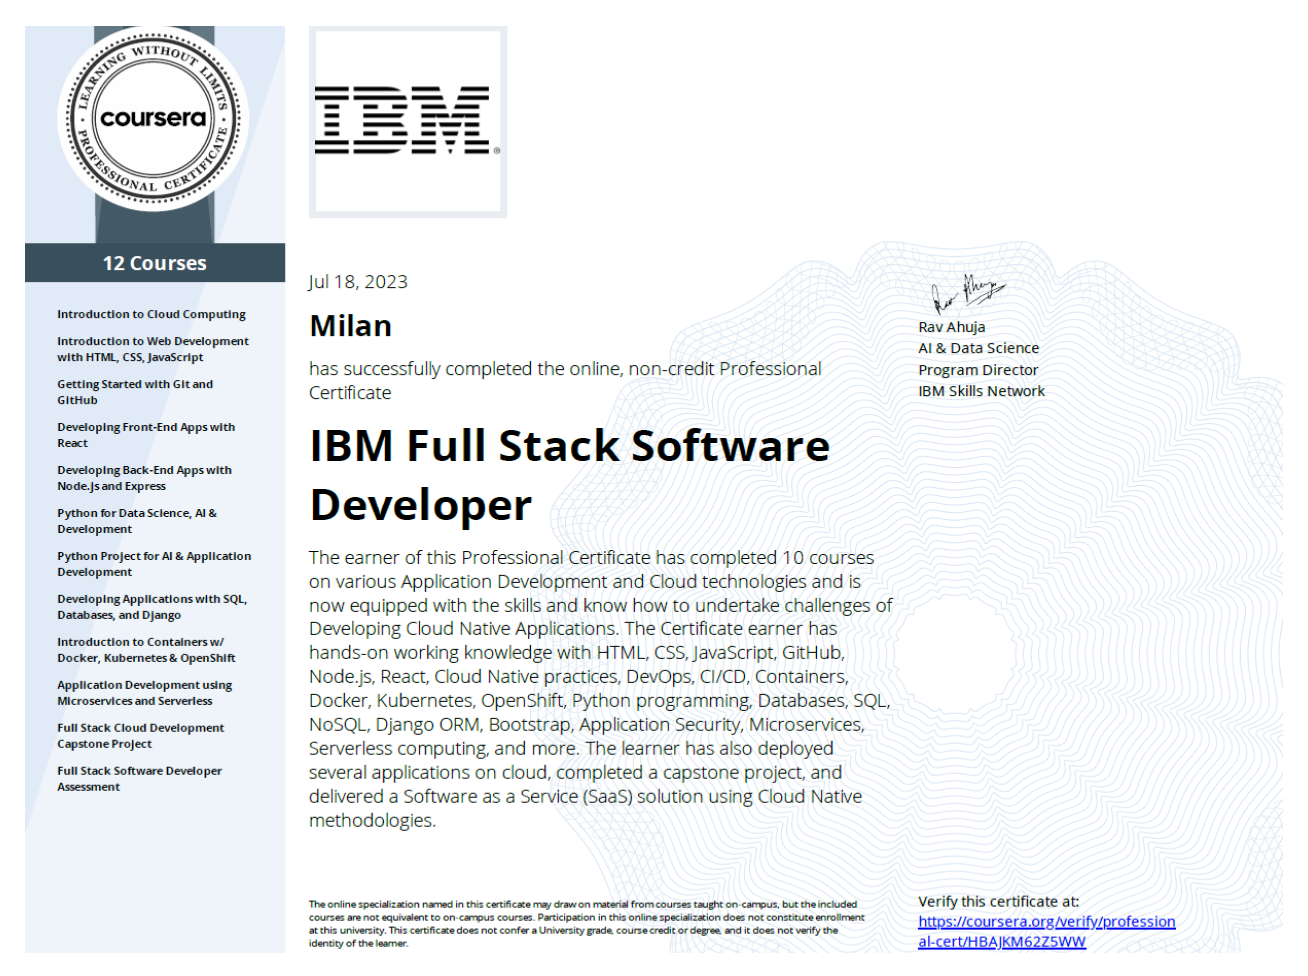 LEARNING WITHOUT LIMITS
coursera
PROFESSIONAL CERTIFICATE
IBM
®
12 Courses
Introduction to Cloud Computing
Introduction to Web Development
with HTML, CSS, JavaScript
Getting Started with Git and
GitHub
Developing Front-End Apps with
React
Developing Back-End Apps with
Node.js and Express
Python for Data Science, AI &
Development
Python Project for AI & Application
Development
Developing Applications with SQL,
Databases, and Django
Introduction to Containers w/
Docker, Kubernetes & OpenShift
Application Development using
Microservices and Serverless
Full Stack Cloud Development
Capstone Project
Full Stack Software Developer
Assessment
Jul 18, 2023
Milan
has successfully completed the online, non-credit Professional
Certificate
IBM Full Stack Software
Developer
The earner of this Professional Certificate has completed 10 courses
on various Application Development and Cloud technologies and is
now equipped with the skills and know how to undertake challenges of
Developing Cloud Native Applications. The Certificate earner has
hands-on working knowledge with HTML, CSS, JavaScript, GitHub,
Node.js, React, Cloud Native practices, DevOps, CI/CD, Containers,
Docker, Kubernetes, OpenShift, Python programming, Databases, SQL,
NoSQL, Django ORM, Bootstrap, Application Security, Microservices,
Serverless computing, and more. The learner has also deployed
several applications on cloud, completed a capstone project, and
delivered a Software as a Service (SaaS) solution using Cloud Native
methodologies.
The online specialization named in this certificate may draw on material from courses taught on-campus, but the included
courses are not equivalent to on-campus courses. Participation in this online specialization does not constitute enrollment
at this university. This certificate does not confer a University grade, course credit or degree, and it does not verify the
identity of the learner.
Rav Ahuja
Rav Ahuja
AI & Data Science
Program Director
IBM Skills Network
Verify this certificate at:
https://coursera.org/verify/profession
al-cert/HBAJKM62Z5WW